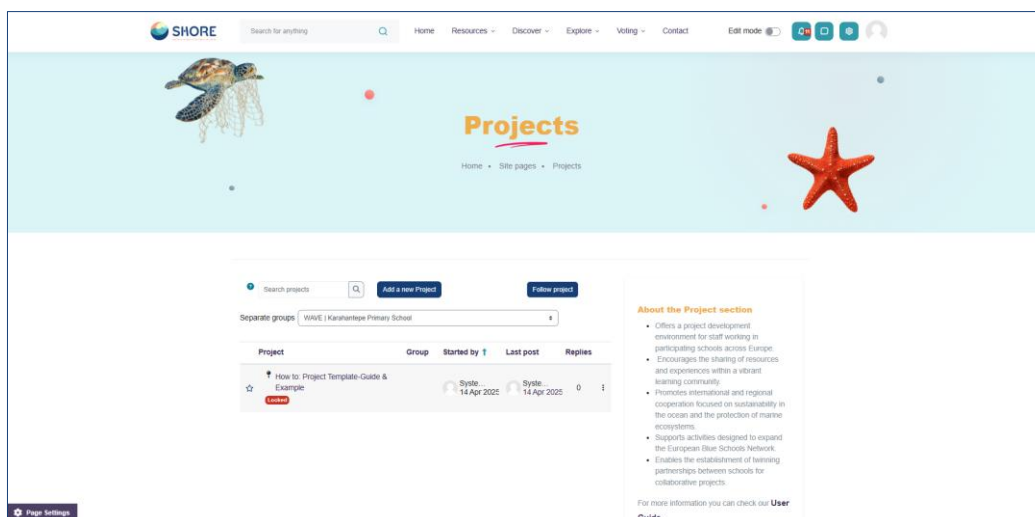 SHORE
Search for anything
Home Resources Discover Explore Voting Contact
Edit mode
Projects
Home • Site pages • Projects
Search projects
Add a new Project
Follow project
Separate groups WAVE | Karahantepe Primary School
Project Group Started by ↑ Last post Replies
How to: Project Template-Guide &
Example
Locked
Syste...
14 Apr 2025
Syste...
14 Apr 2025
0
About the Project section
• Offers a project development
environment for staff working in
participating schools across Europe.
• Encourages the sharing of resources
and experiences within a vibrant
learning community.
• Promotes international and regional
cooperation focused on sustainability in
the ocean and the protection of marine
ecosystems.
• Supports activities designed to expand
the European Blue Schools Network.
• Enables the establishment of twinning
partnerships between schools for
collaborative projects.
For more information you can check our User
Guide
Page Settings